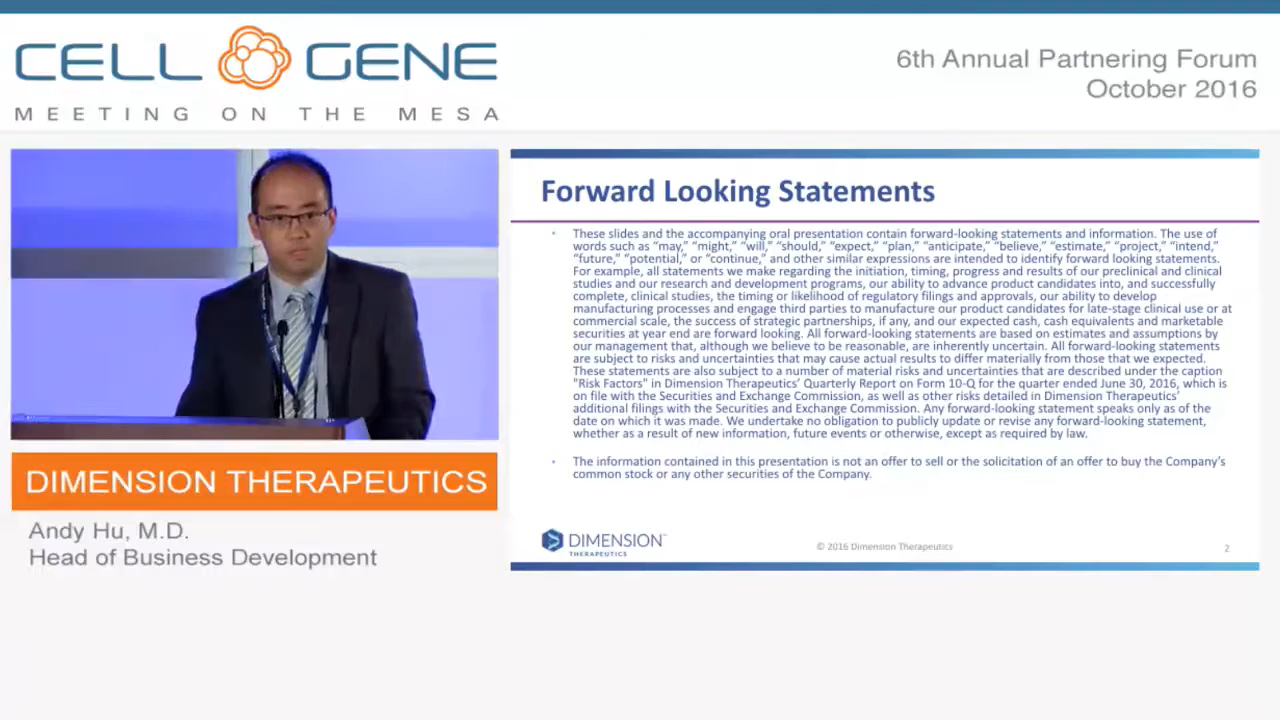 CELL GENE
MEETING ON THE MESA
6th Annual Partnering Forum
October 2016
Forward Looking Statements
• These slides and the accompanying oral presentation contain forward-looking statements and information. The use of
words such as “may,” “might,” “will,” “should,” “expect,” “plan,” “anticipate,” “believe,” “estimate,” “project,” “intend,”
“future,” “potential,” or “continue,” and other similar expressions are intended to identify forward looking statements.
For example, all statements we make regarding the initiation, timing, progress and results of our preclinical and clinical
studies and our research and development programs, our ability to advance product candidates into, and successfully
complete, clinical studies, the timing or likelihood of regulatory filings and approvals, our ability to develop
manufacturing processes and engage third parties to manufacture our product candidates for late-stage clinical use or at
commercial scale, the success of strategic partnerships, if any, and our expected cash, cash equivalents and marketable
securities at year end are forward looking. All forward-looking statements are based on estimates and assumptions by
our management that, although we believe to be reasonable, are inherently uncertain. All forward-looking statements
are subject to risks and uncertainties that may cause actual results to differ materially from those that we expected.
These statements are also subject to a number of material risks and uncertainties that are described under the caption
"Risk Factors" in Dimension Therapeutics’ Quarterly Report on Form 10-Q for the quarter ended June 30, 2016, which is
on file with the Securities and Exchange Commission, as well as other risks detailed in Dimension Therapeutics’
additional filings with the Securities and Exchange Commission. Any forward-looking statement speaks only as of the
date on which it was made. We undertake no obligation to publicly update or revise any forward-looking statement,
whether as a result of new information, future events or otherwise, except as required by law.
• The information contained in this presentation is not an offer to sell or the solicitation of an offer to buy the Company’s
common stock or any other securities of the Company.
DIMENSION™
THERAPEUTICS
© 2016 Dimension Therapeutics
2
DIMENSION THERAPEUTICS
Andy Hu, M.D.
Head of Business Development